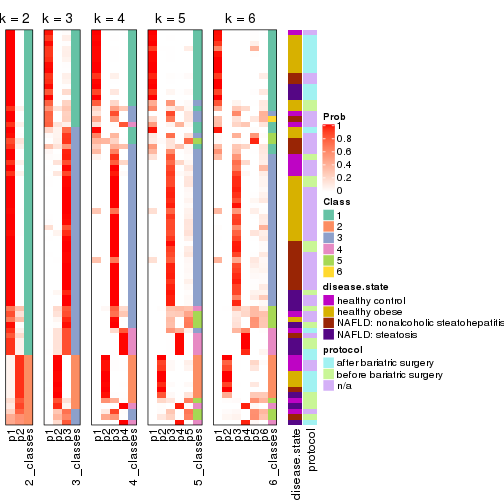 k = 2 k = 3 k = 4 k = 5 k = 6
Prob
1
0.8
0.6
0.4
0.2
0
Class
1
2
3
4
5
6
disease.state
healthy control
healthy obese
NAFLD: nonalcoholic steatohepatitis
NAFLD: steatosis
protocol
after bariatric surgery
before bariatric surgery
n/a
p1
p2
2_classes
p1
p2
p3
3_classes
p1
p2
p3
p4
4_classes
p1
p2
p3
p4
p5
5_classes
p1
p2
p3
p4
p5
p6
6_classes
disease.state
protocol